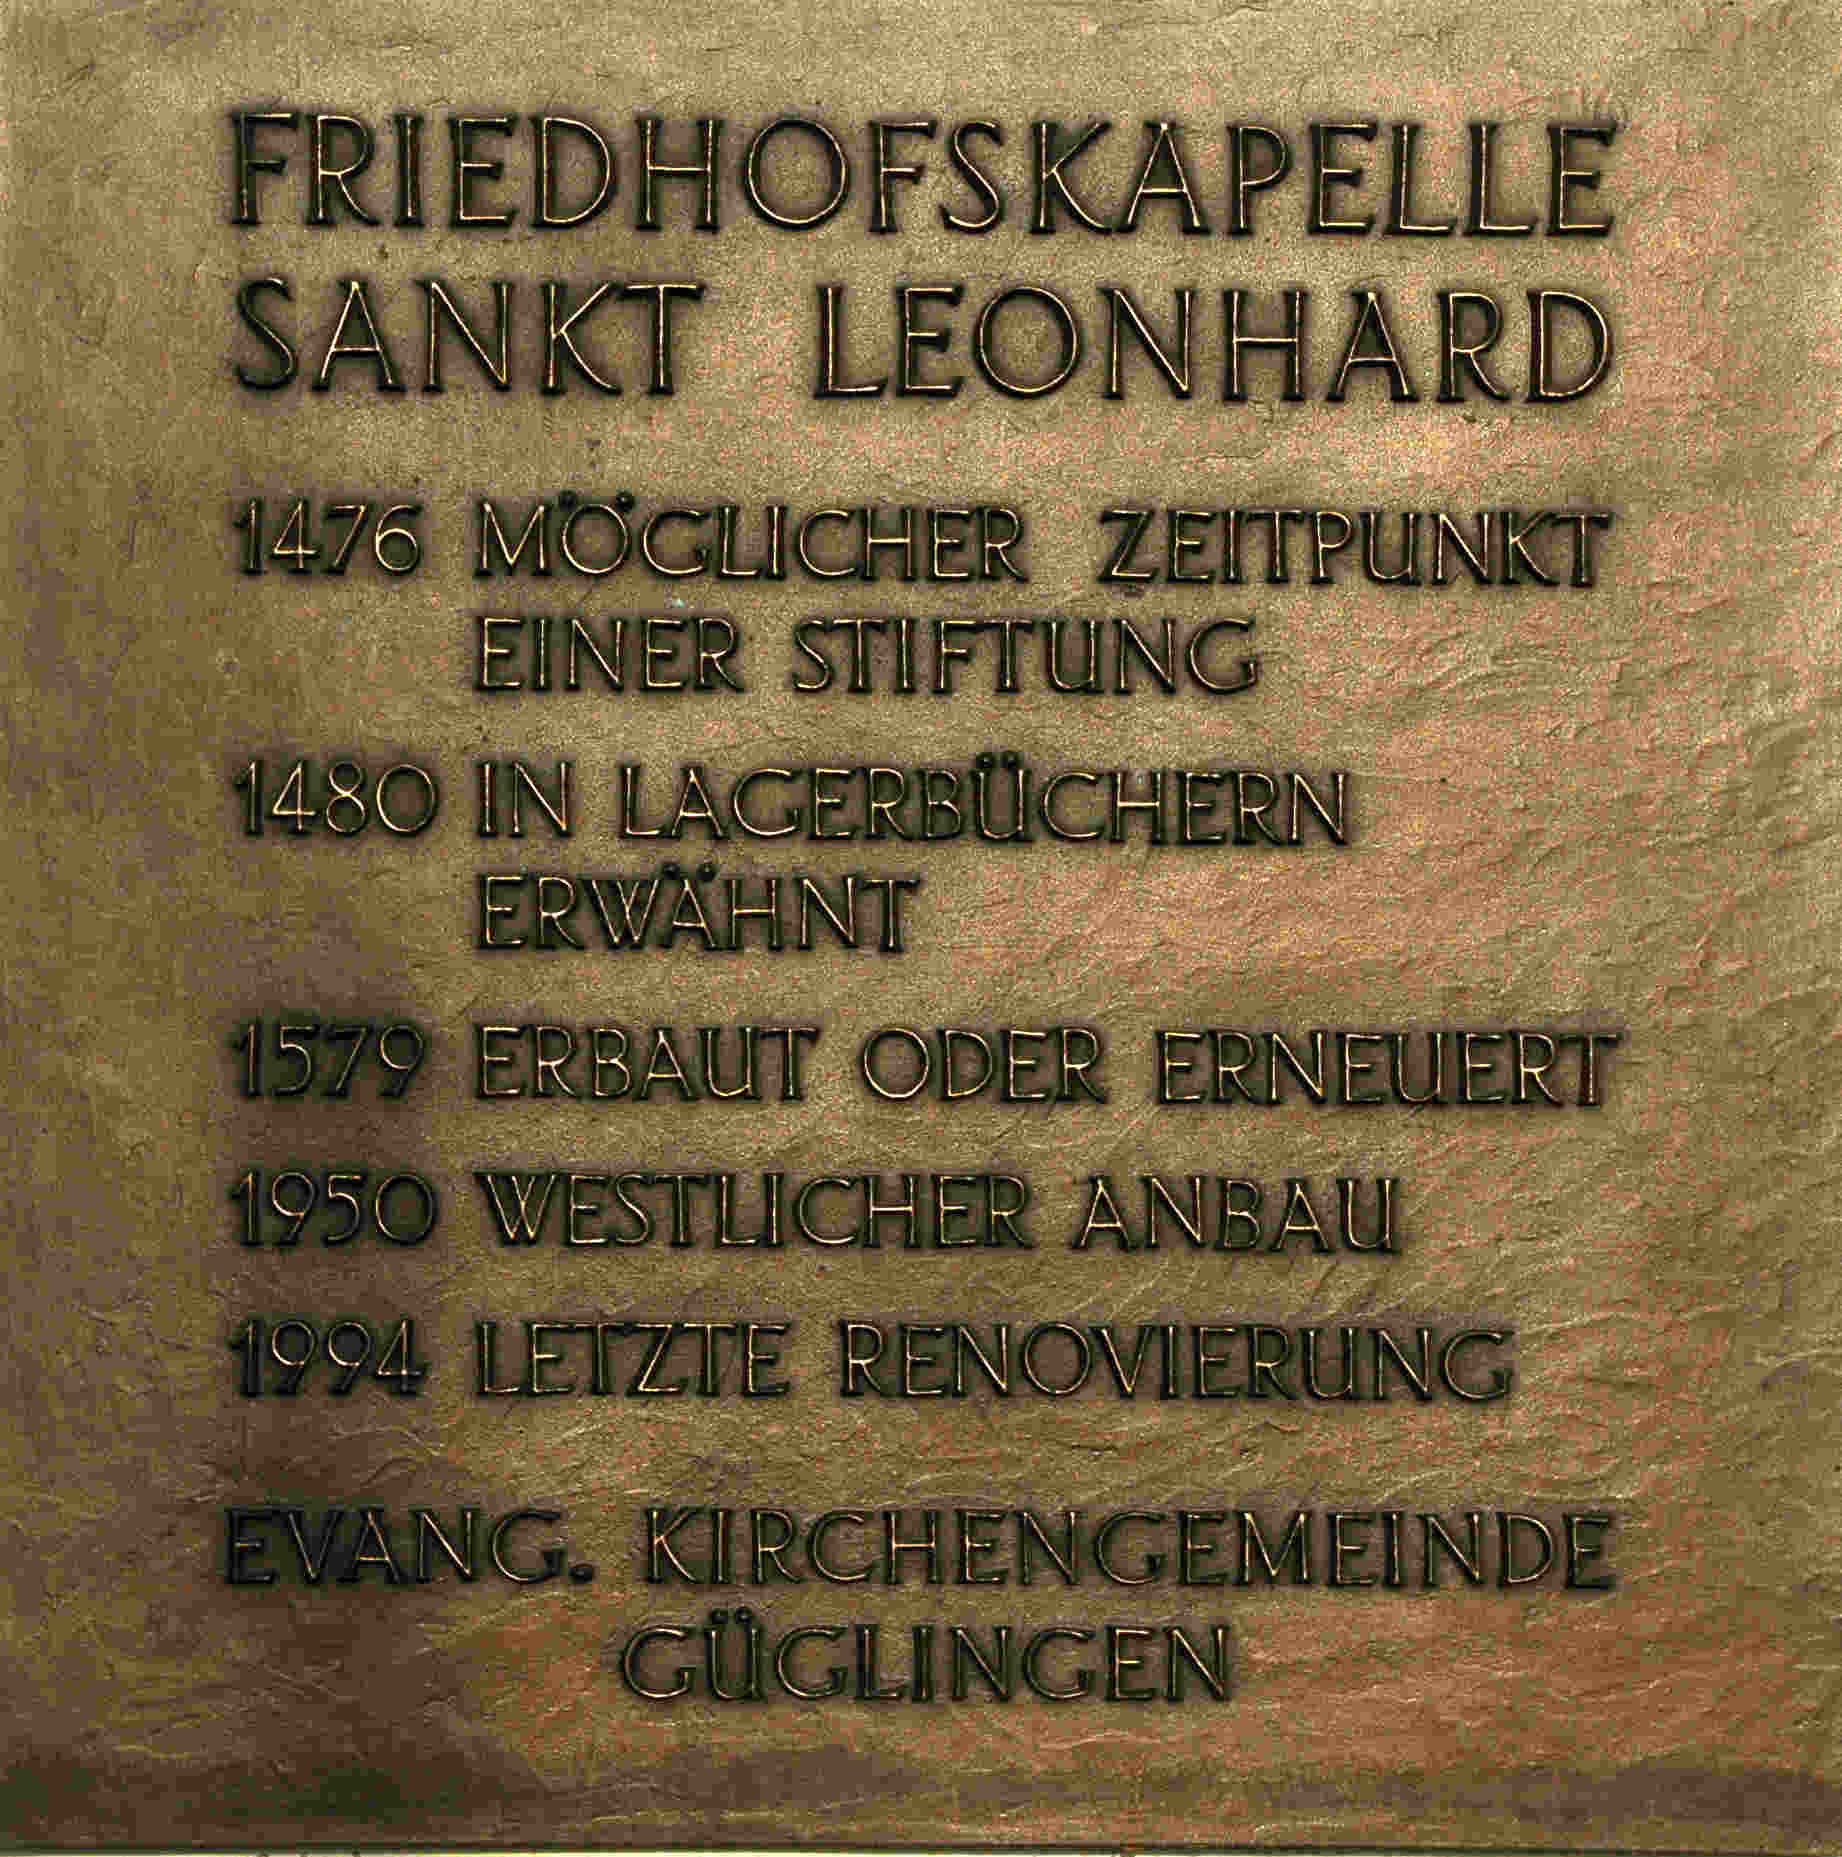 FRIEDHOFSKAPELLE
SANKT LEONHARD
1476 MÖGLICHER ZEITPUNKT
EINER STIFTUNG
1480 IN LAGERBÜCHERN
ERWÄHNT
1579 ERBAUT ODER ERNEUERT
1950 WESTLICHER ANBAU
1994 LETZTE RENOVIERUNG
EVANG. KIRCHENGEMEINDE
GÜGLINGEN